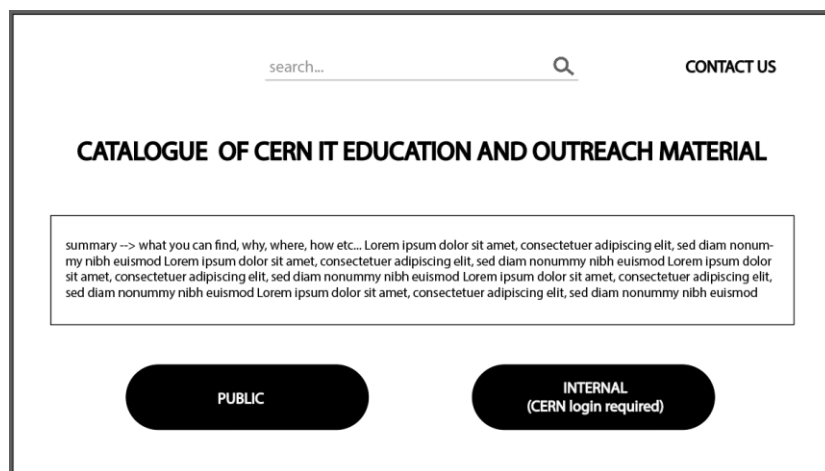 search...
CONTACT US
CATALOGUE OF CERN IT EDUCATION AND OUTREACH MATERIAL
summary --> what you can find, why, where, how etc... Lorem ipsum dolor sit amet, consectetuer adipiscing elit, sed diam nonum-
my nibh euismod Lorem ipsum dolor sit amet, consectetuer adipiscing elit, sed diam nonummy nibh euismod Lorem ipsum dolor
sit amet, consectetuer adipiscing elit, sed diam nonummy nibh euismod Lorem ipsum dolor sit amet, consectetuer adipiscing elit,
sed diam nonummy nibh euismod Lorem ipsum dolor sit amet, consectetuer adipiscing elit, sed diam nonummy nibh euismod
PUBLIC
INTERNAL
(CERN login required)